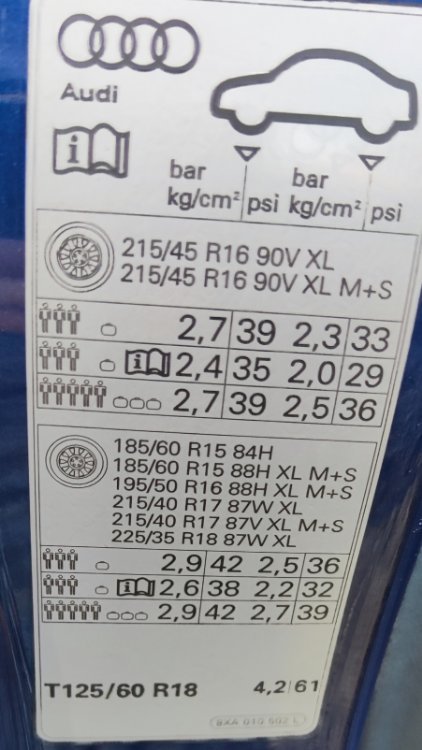 Audi
bar bar
kg/cm² psi kg/cm² psi
215/45 R16 90V XL
215/45 R16 90V XL M+S
2,7 39 2,3 33
i 2,4 35 2,0 29
2,7 39 2,5 36
185/60 R15 84H
185/60 R15 88H XL M+S
195/50 R16 88H XL M+S
215/40 R17 87W XL
215/40 R17 87V XL M+S
225/35 R18 87W XL
2,9 42 2,5 36
i 2,6 38 2,2 32
2,9 42 2,7 39
T125/60 R18 4,2 61
8XA 010 502 L